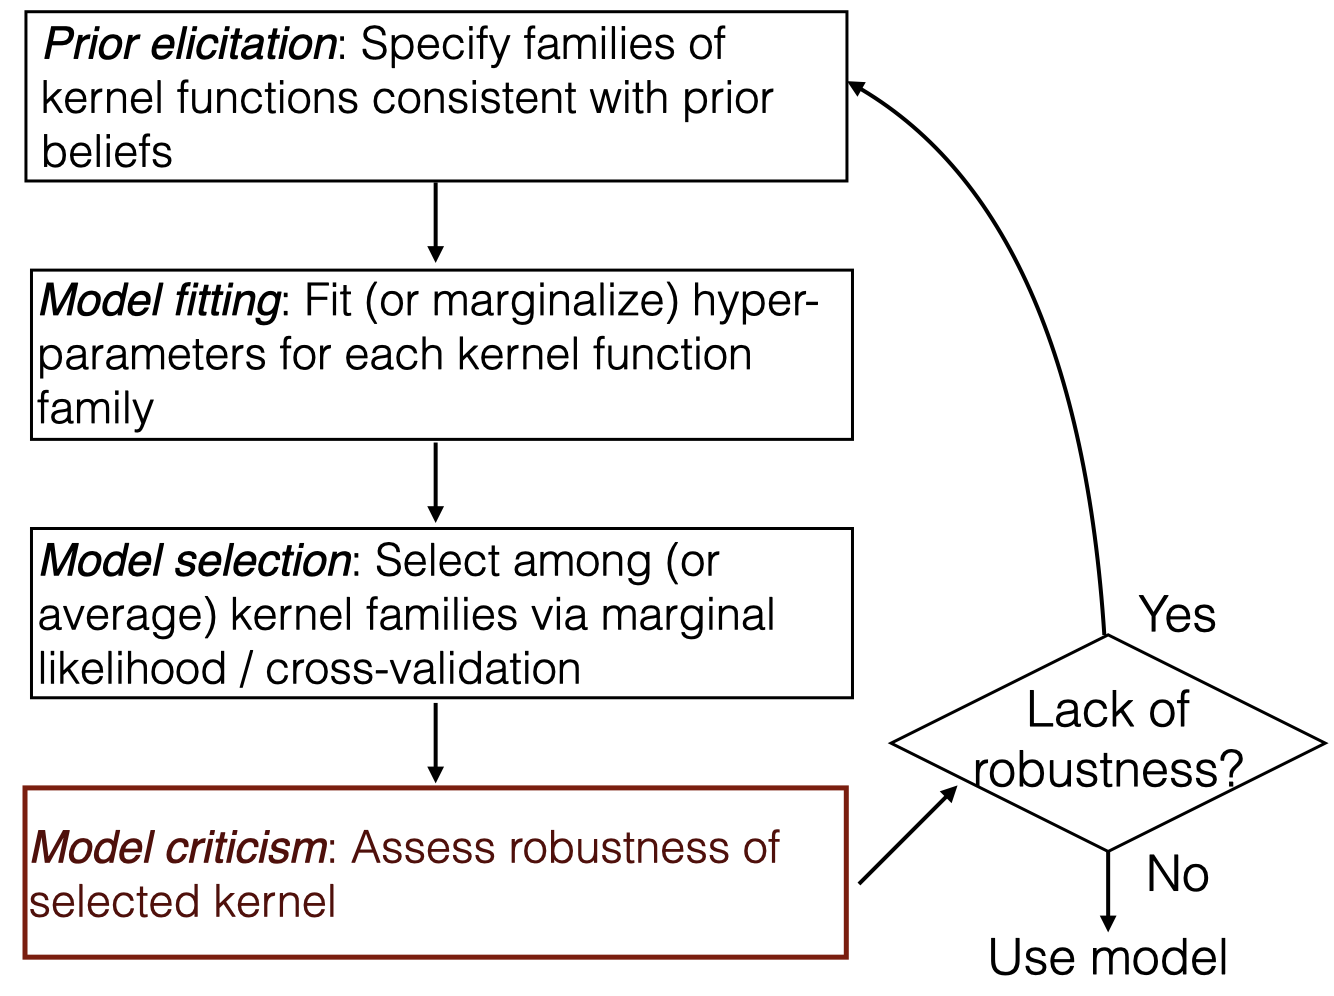 Prior elicitation: Specify families of
kernel functions consistent with prior
beliefs
Model fitting: Fit (or marginalize) hyper-
parameters for each kernel function
family
Model selection: Select among (or
average) kernel families via marginal
likelihood / cross-validation
Model criticism: Assess robustness of
selected kernel
Yes
Lack of
robustness?
No
Use model